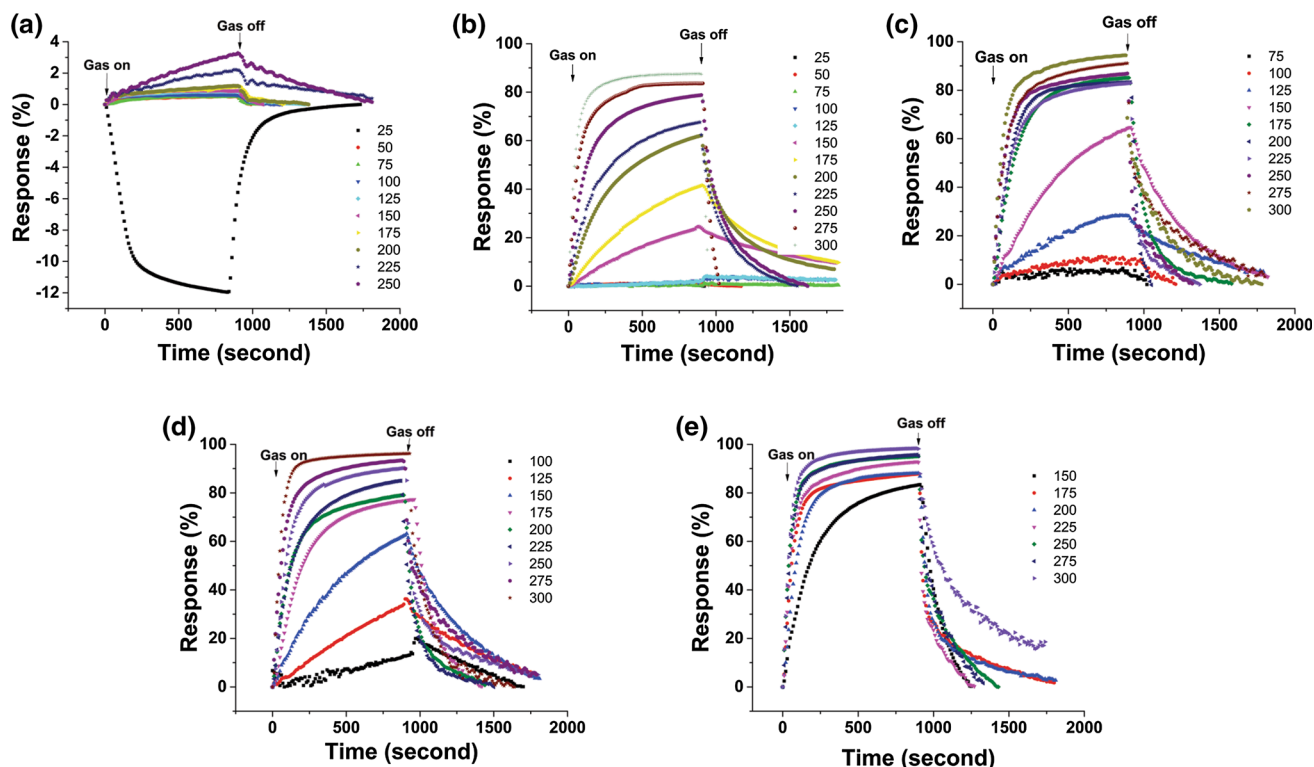 (a)
Gas on
Gas off
Response (%)
4
2
0
-2
-4
-6
-8
-10
-12
25
50
75
100
125
150
175
200
225
250
0 500 1000 1500 2000
Time (second)
(b)
Gas on
Gas off
Response (%)
100
80
60
40
20
0
25
50
75
100
125
150
175
200
225
250
275
300
0 500 1000 1500
Time (second)
(c)
Gas on
Gas off
Response (%)
100
80
60
40
20
0
75
100
125
150
175
200
225
250
275
300
0 500 1000 1500 2000
Time (second)
(d)
Gas on
Gas off
Response (%)
100
80
60
40
20
0
100
125
150
175
200
225
250
275
300
0 500 1000 1500 2000
Time (second)
(e)
Gas on
Gas off
Response (%)
100
80
60
40
20
0
150
175
200
225
250
275
300
0 500 1000 1500 2000
Time (second)